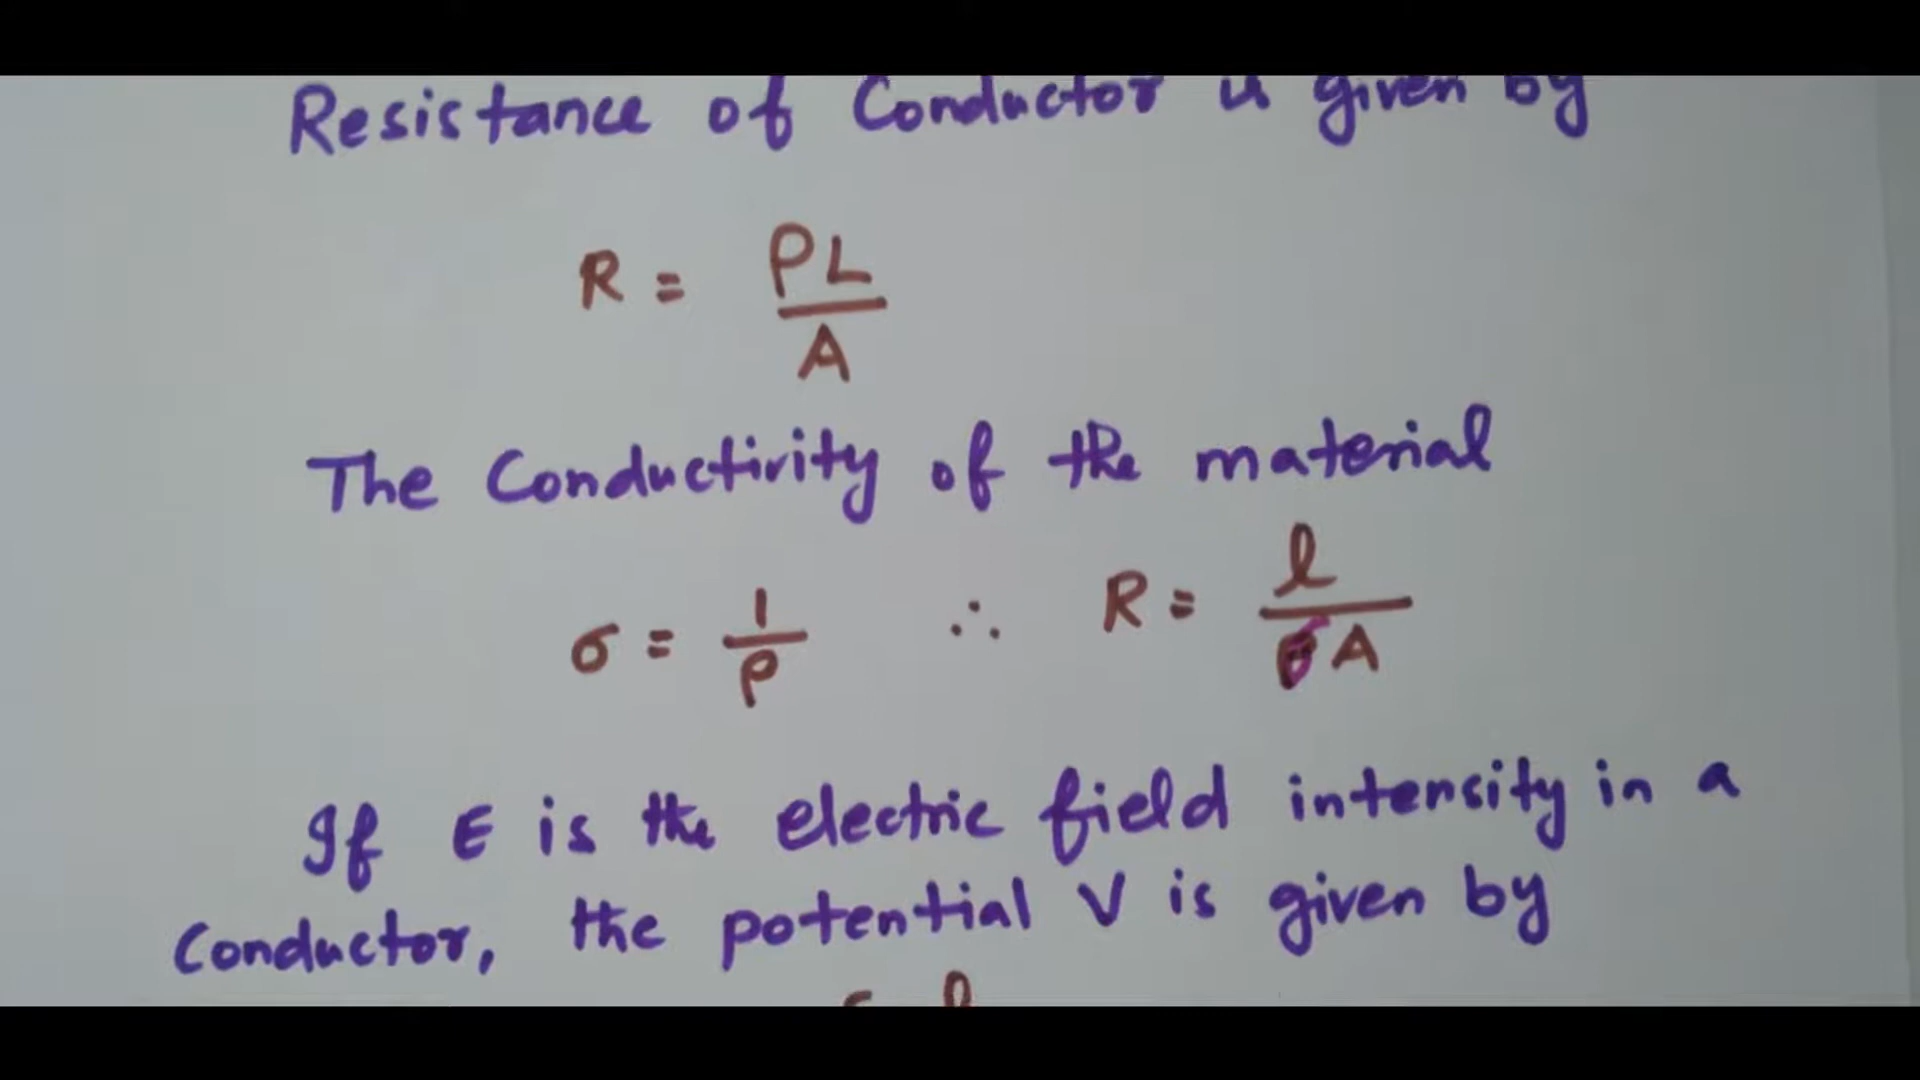 Resistance of Conductor is given by
R = ρL/A
The Conductivity of the material
σ = 1/ρ ∴ R = l/σA
If E is the electric field intensity in a
Conductor, the potential V is given by